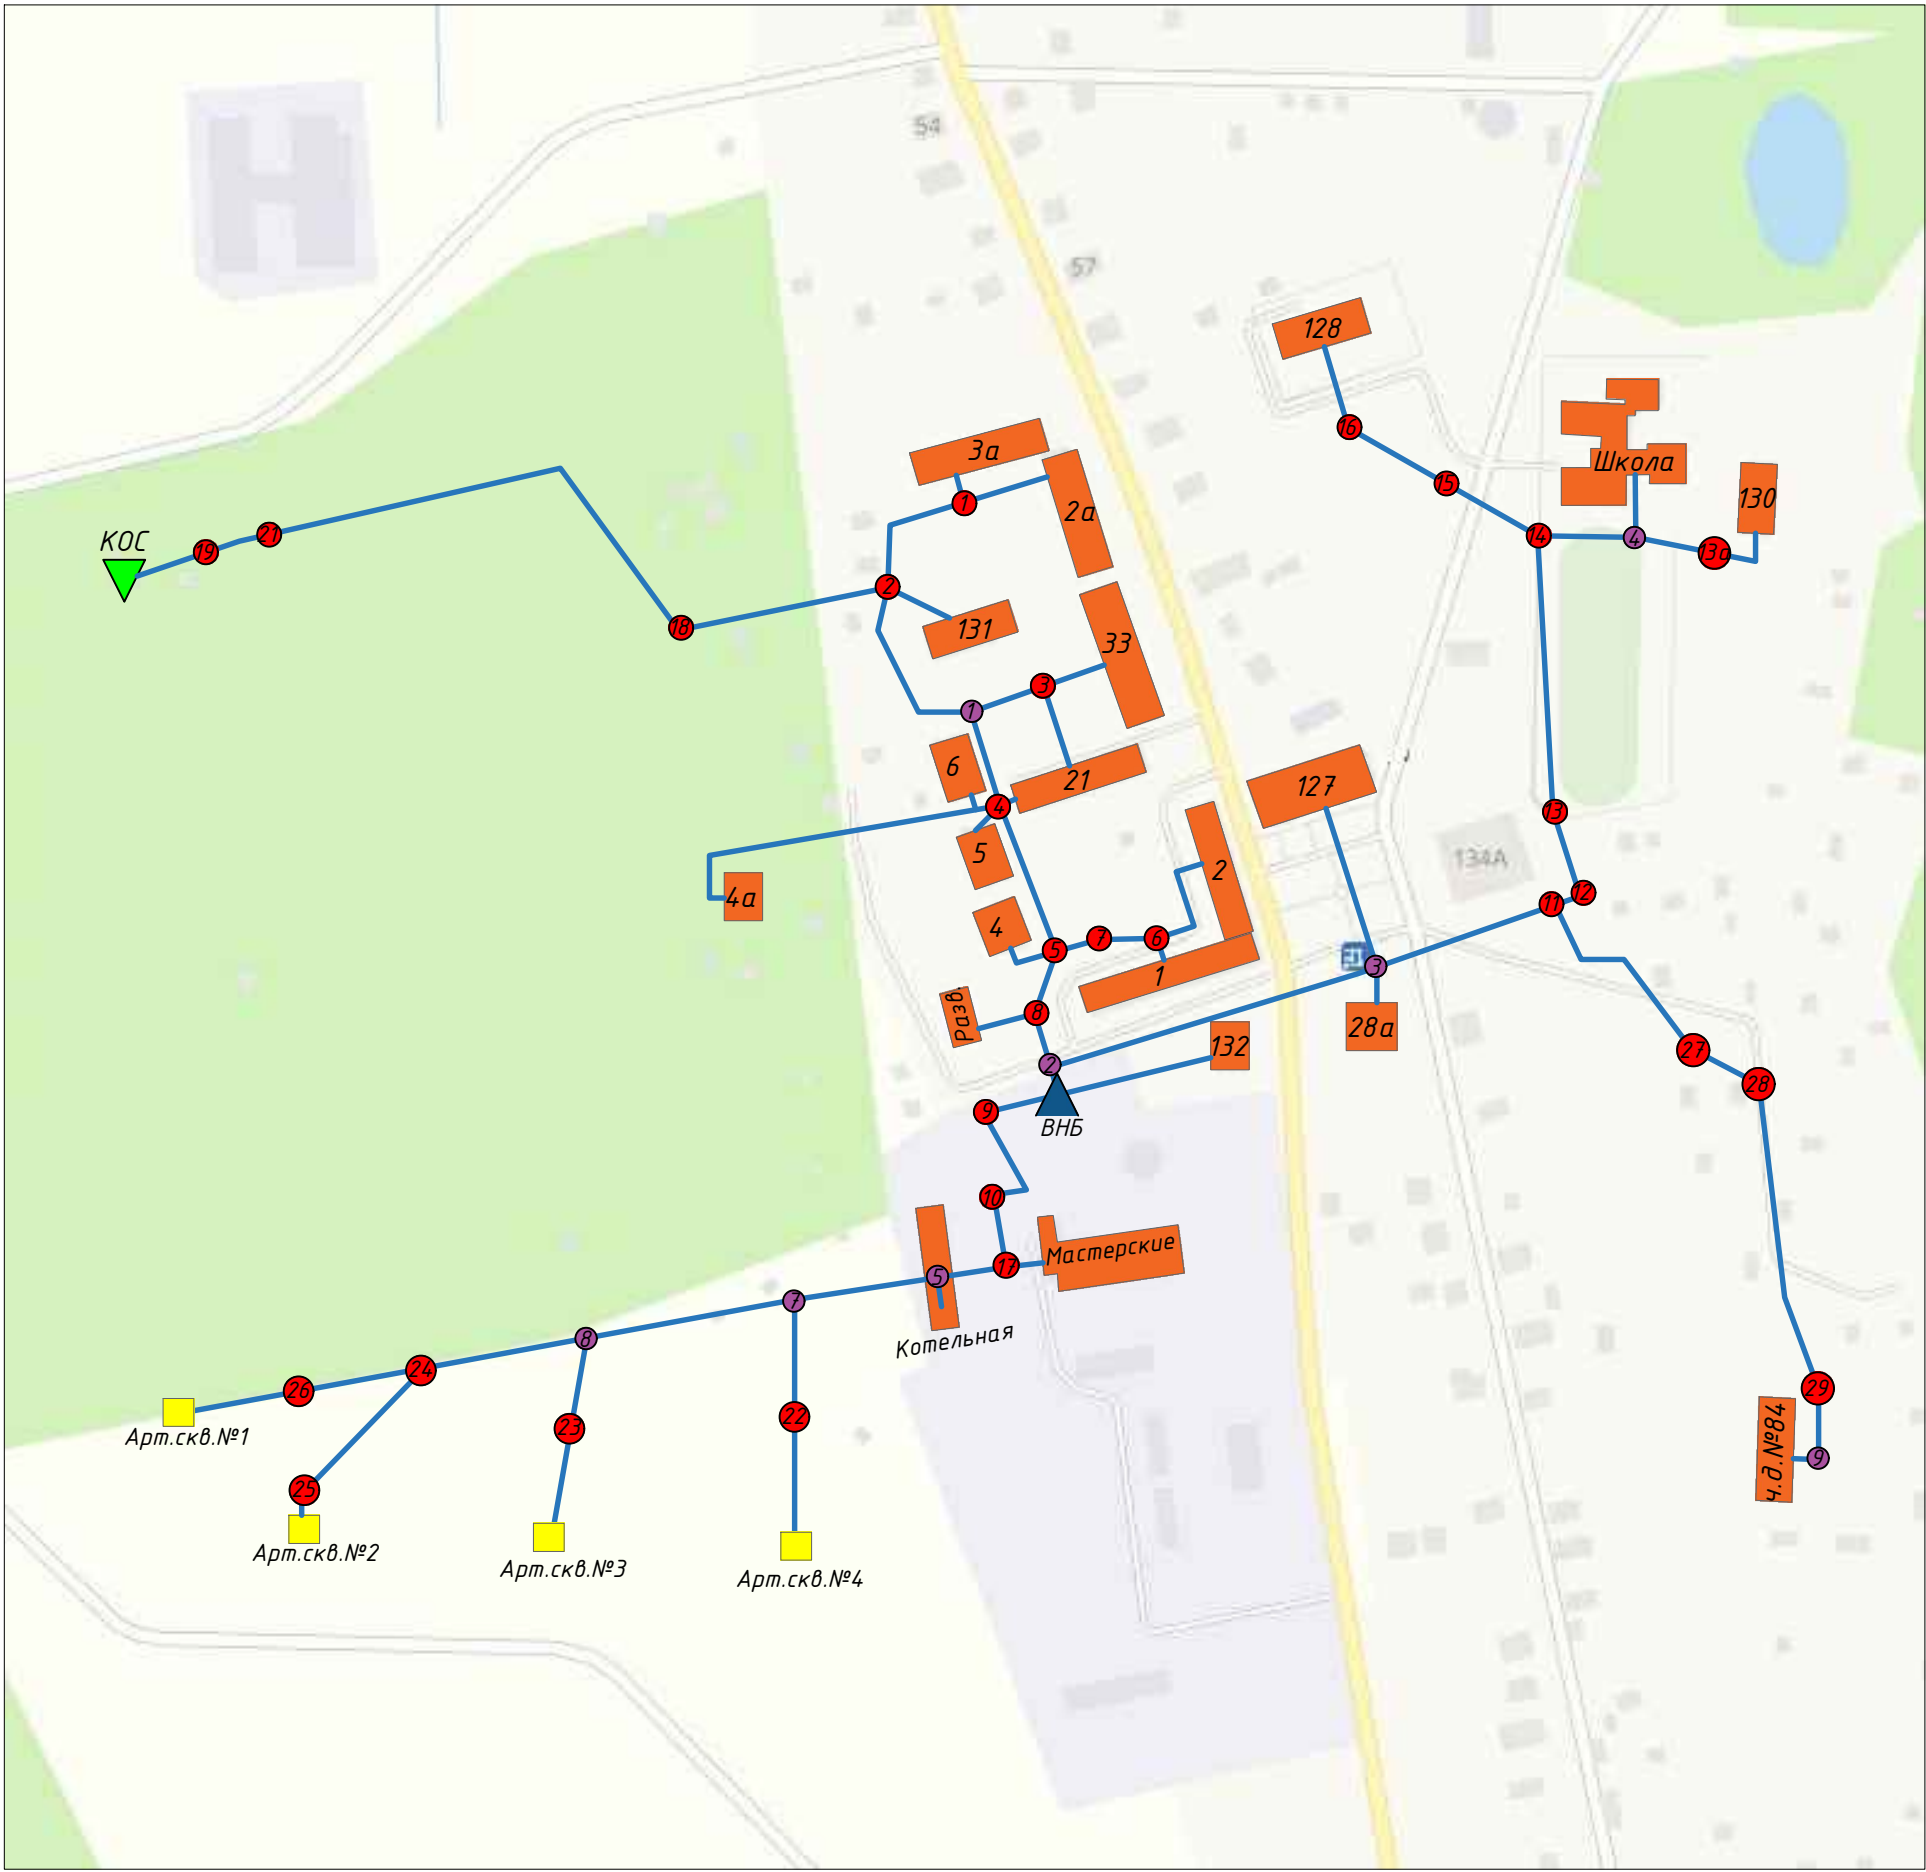 54
57
128
16
3а
2а
1
15
Школа
130
КОС
19
21
14
4
13а
2
18
131
33
3
1
6
21
127
4
13
5
2
134А
4а
12
11
4
5
7
6
1
3
Разв.
8
28а
132
2
27
28
9
ВНБ
10
Мастерские
17
5
7
Котельная
8
24
26
29
Арт.скв.№1
22
23
ч.д.№84
9
25
Арт.скв.№2
Арт.скв.№3
Арт.скв.№4